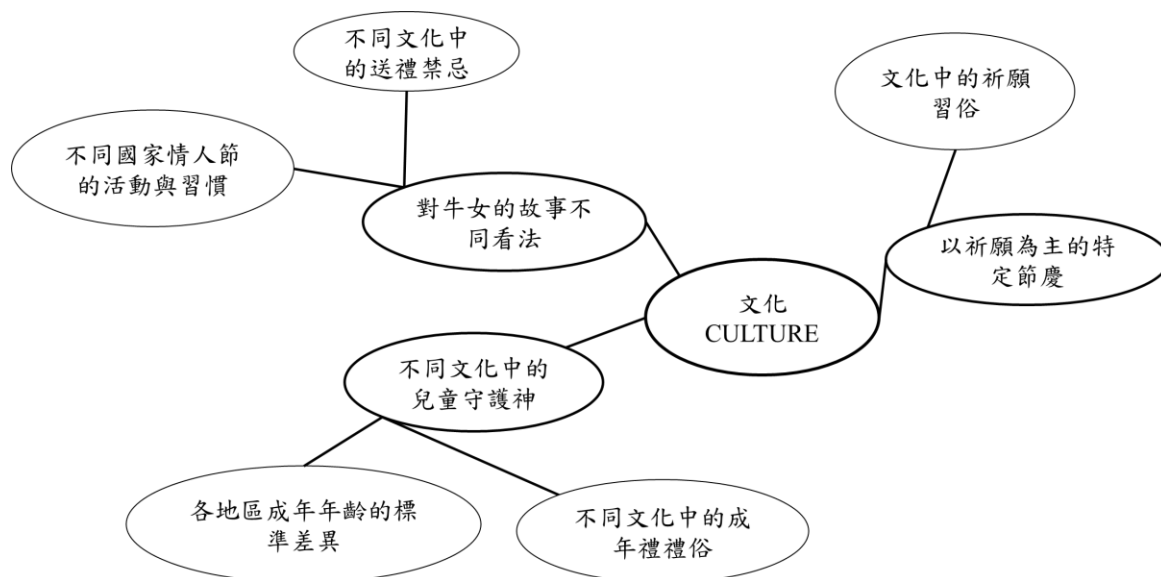 不同文化中
的送禮禁忌
文化中的祈願
習俗
不同國家情人節
的活動與習慣
對牛女的故事不
同看法
以祈願為主的特
定節慶
文化
CULTURE
不同文化中的
兒童守護神
各地區成年年齡的標
準差異
不同文化中的成
年禮禮俗